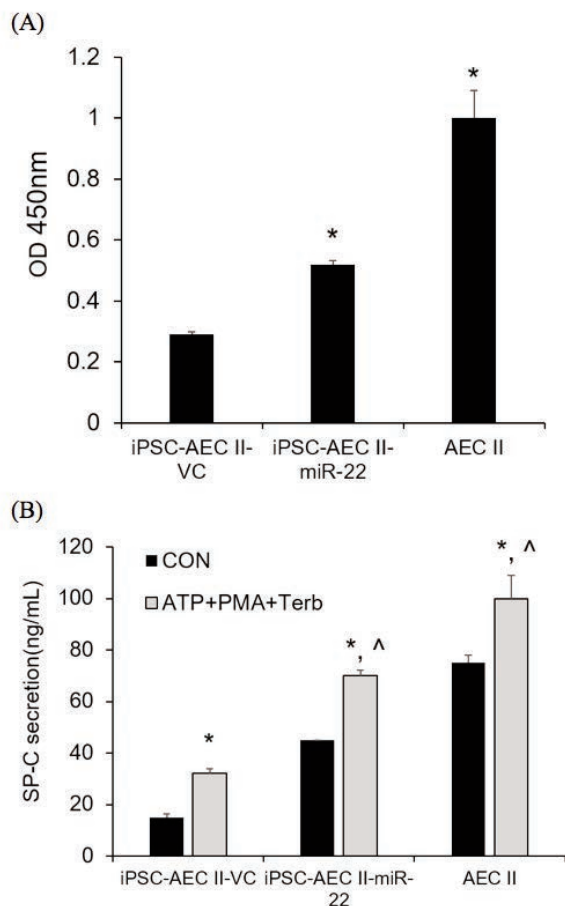 (A)
*
1.2
*
1
0.8
OD 450nm
0.6
0.4
0.2
0
iPSC-AEC II-
VC
iPSC-AEC II-
miR-22
AEC II
(B)
120
CON
*, ^
100
ATP+PMA+Terb
80
*, ^
SP-C secretion(ng/mL)
60
40
*
20
0
iPSC-AEC II-VC
iPSC-AEC II-miR-
22
AEC II